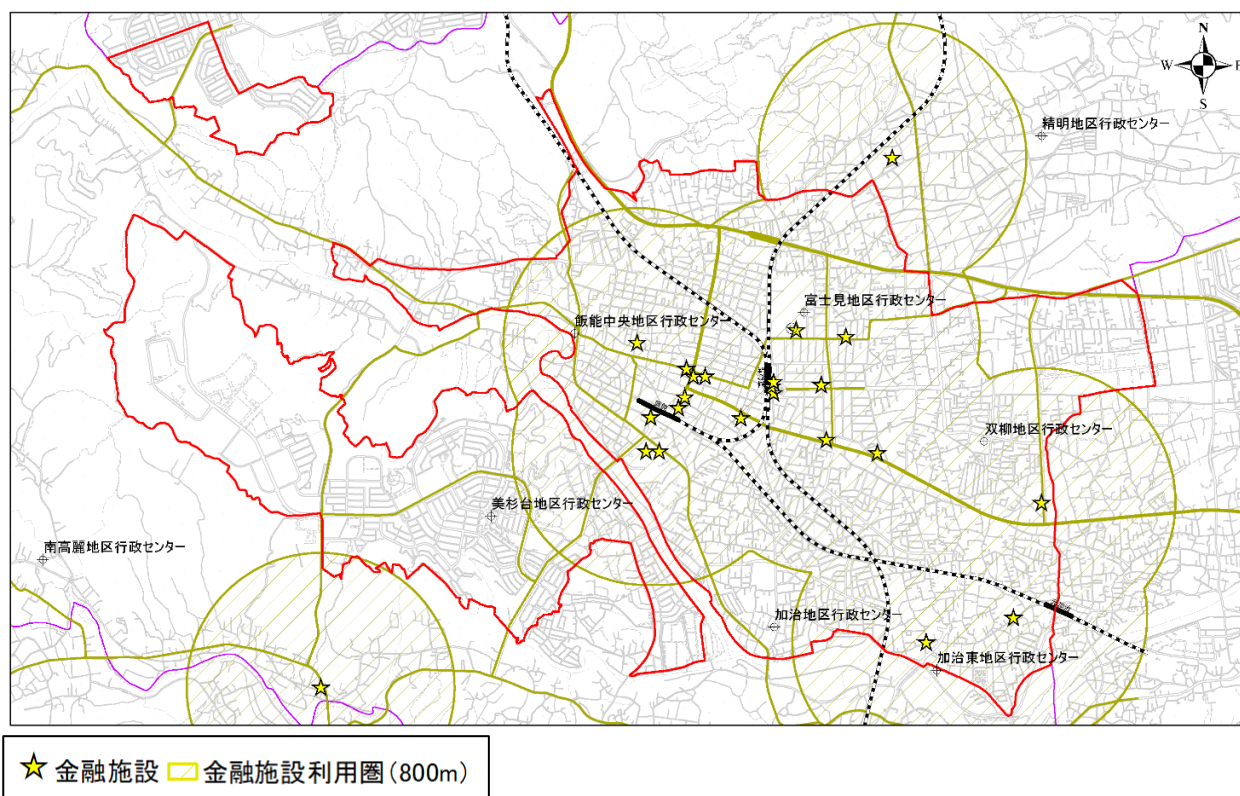 N
W
E
S
精明地区行政センター
富士見地区行政センター
飯能中央地区行政センター
双柳地区行政センター
美杉台地区行政センター
南高麗地区行政センター
加治地区行政センター
加治東地区行政センター
金融施設
金融施設利用圏(800m)